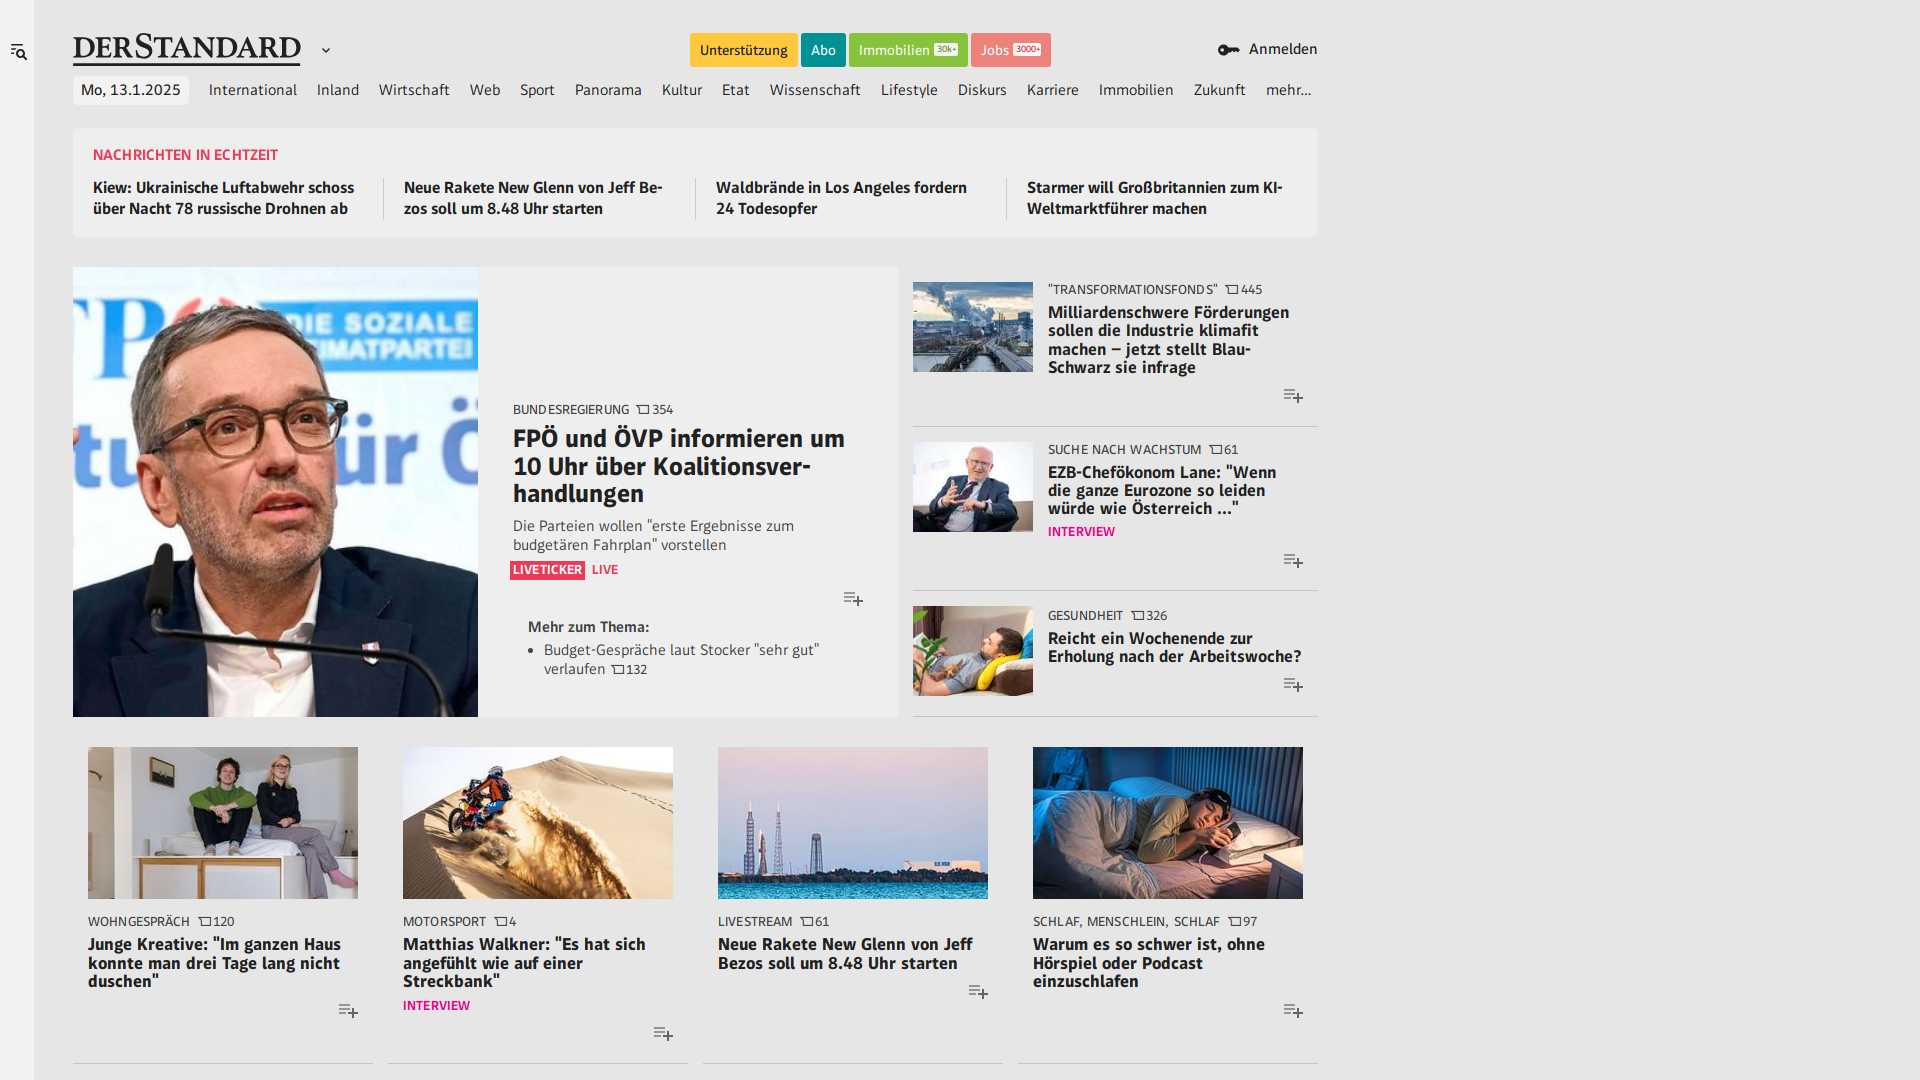 DERSTANDARD
Unterstützung
Abo
Immobilien 30k+
Jobs 3000+
Anmelden
Mo, 13.1.2025
International
Inland
Wirtschaft
Web
Sport
Panorama
Kultur
Etat
Wissenschaft
Lifestyle
Diskurs
Karriere
Immobilien
Zukunft
mehr...
NACHRICHTEN IN ECHTZEIT
Kiew: Ukrainische Luftabwehr schoss
über Nacht 78 russische Drohnen ab
Neue Rakete New Glenn von Jeff Be-
zos soll um 8.48 Uhr starten
Waldbrände in Los Angeles fordern
24 Todesopfer
Starmer will Großbritannien zum KI-
Weltmarktführer machen
DIE SOZIALE
EIMATPARTEI
BUNDESREGIERUNG 354
FPÖ und ÖVP informieren um
10 Uhr über Koalitionsver-
handlungen
Die Parteien wollen "erste Ergebnisse zum
budgetären Fahrplan" vorstellen
LIVETICKER LIVE
Mehr zum Thema:
Budget-Gespräche laut Stocker "sehr gut"
verlaufen 132
"TRANSFORMATIONSFONDS" 445
Milliardenschwere Förderungen
sollen die Industrie klimafit
machen – jetzt stellt Blau-
Schwarz sie infrage
SUCHE NACH WACHSTUM 61
EZB-Chefökonom Lane: "Wenn
die ganze Eurozone so leiden
würde wie Österreich ..."
INTERVIEW
GESUNDHEIT 326
Reicht ein Wochenende zur
Erholung nach der Arbeitswoche?
WOHNGESPRÄCH 120
Junge Kreative: "Im ganzen Haus
konnte man drei Tage lang nicht
duschen"
MOTORSPORT 4
Matthias Walkner: "Es hat sich
angefühlt wie auf einer
Streckbank"
INTERVIEW
LIVESTREAM 61
Neue Rakete New Glenn von Jeff
Bezos soll um 8.48 Uhr starten
SCHLAF, MENSCHLEIN, SCHLAF 97
Warum es so schwer ist, ohne
Hörspiel oder Podcast
einzuschlafen